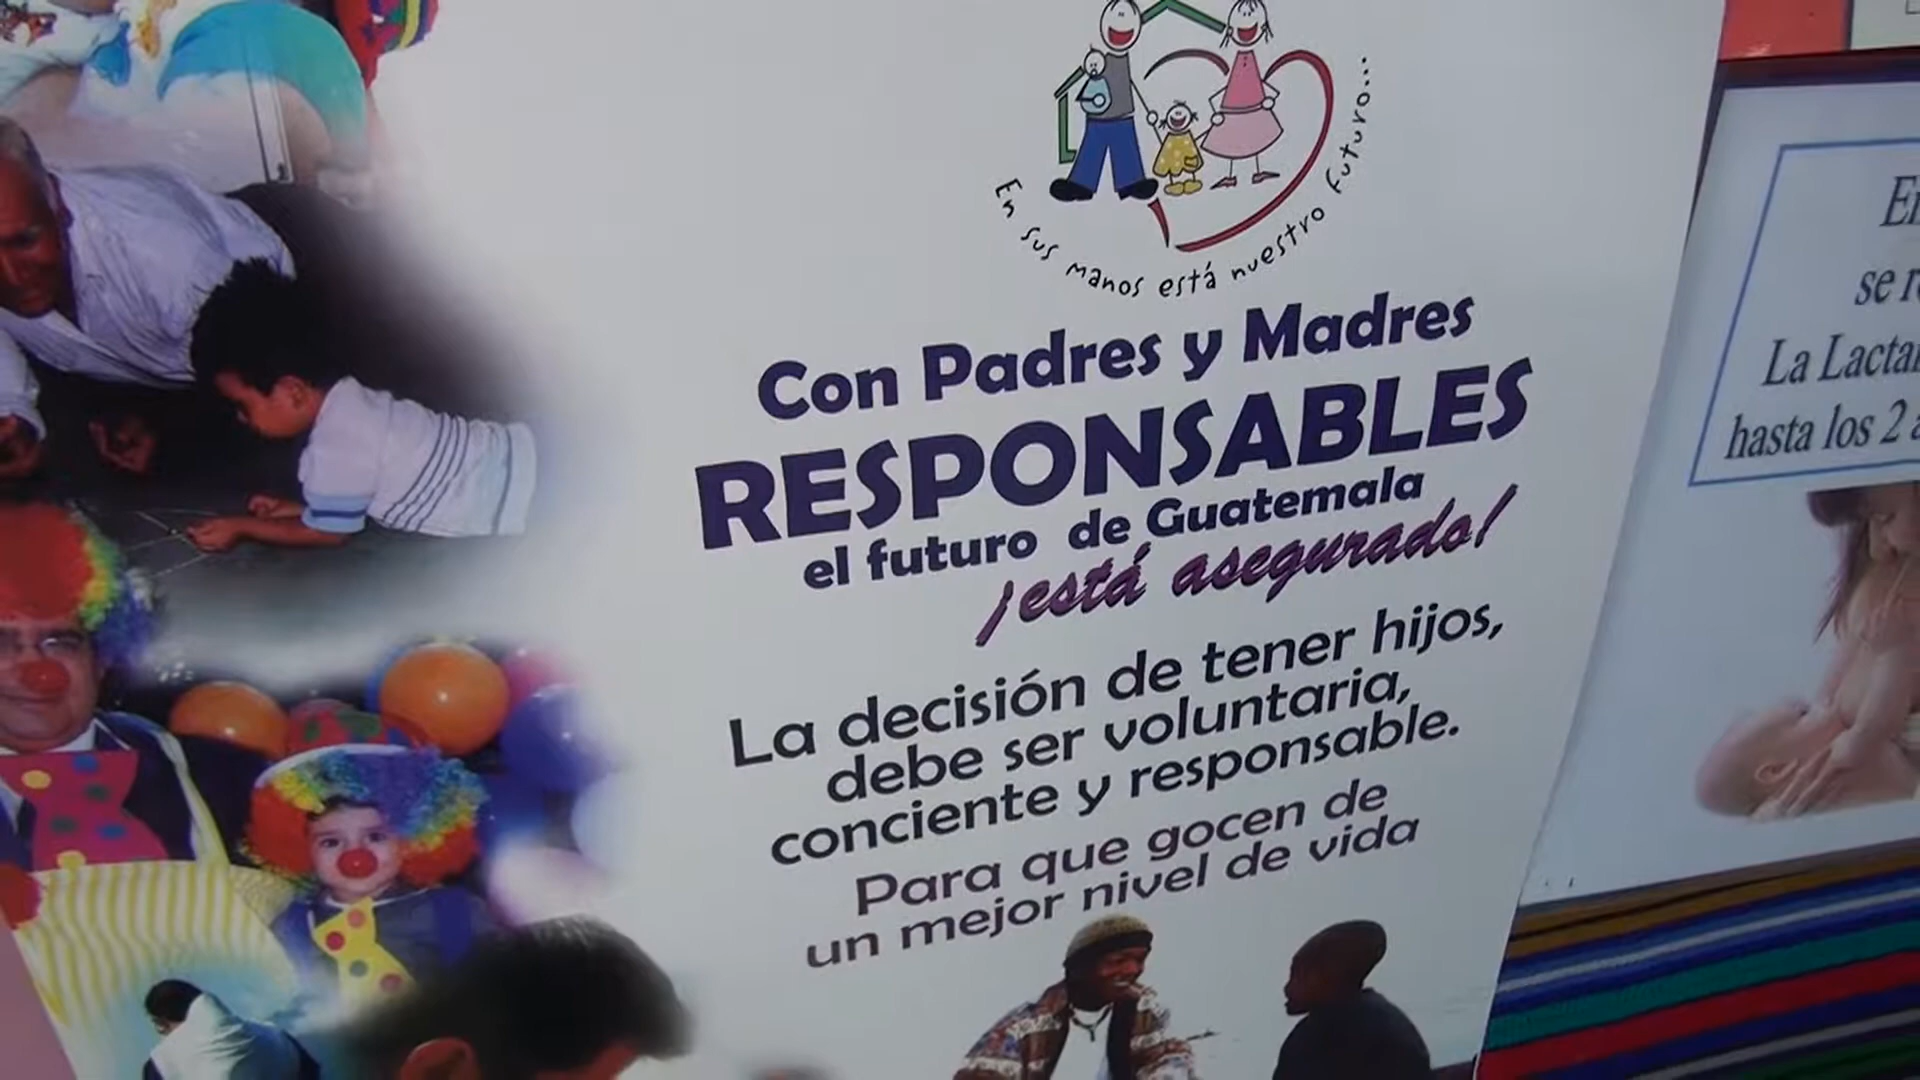 En sus manos está nuestro futuro...
Con Padres y Madres
RESPONSABLES
el futuro de Guatemala
¡está asegurado!
La decisión de tener hijos,
debe ser voluntaria,
conciente y responsable.
Para que gocen de
un mejor nivel de vida
se
La
hasta los 2